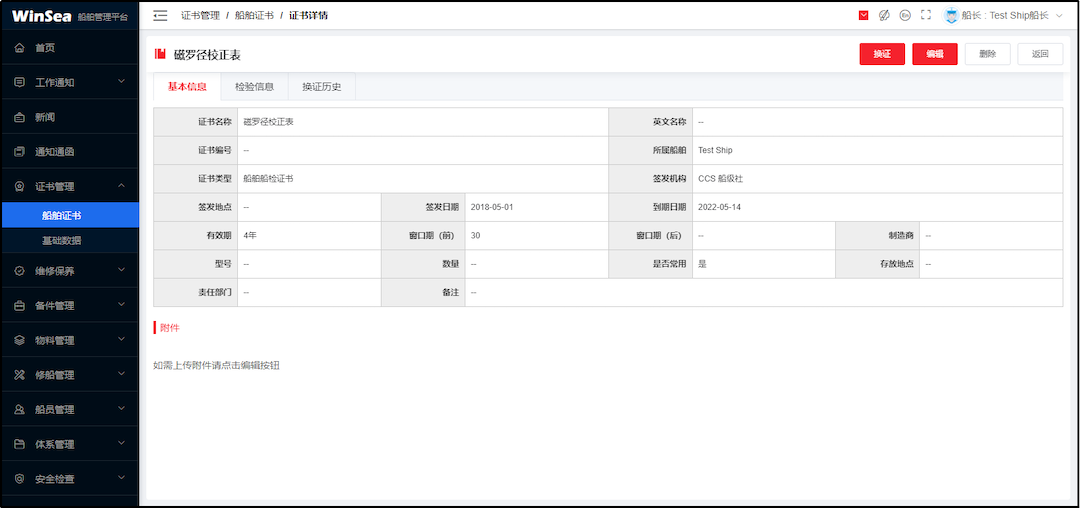 WinSea 船舶管理平台
首页
工作通知
新闻
通知通函
证书管理
船舶证书
基础数据
维修保养
备件管理
物料管理
修船管理
船员管理
体系管理
安全检查
证书管理 / 船舶证书 / 证书详情
En
船长 : Test Ship船长
磁罗径校正表
换证 编辑 删除 返回
基本信息 检验信息 换证历史
证书名称 磁罗径校正表 英文名称 --
证书编号 -- 所属船舶 Test Ship
证书类型 船舶船检证书 签发机构 CCS 船级社
签发地点 -- 签发日期 2018-05-01 到期日期 2022-05-14
有效期 4年 窗口期（前） 30 窗口期（后） -- 制造商 --
型号 -- 数量 -- 是否常用 是 存放地点 --
责任部门 -- 备注 --
附件
如需上传附件请点击编辑按钮